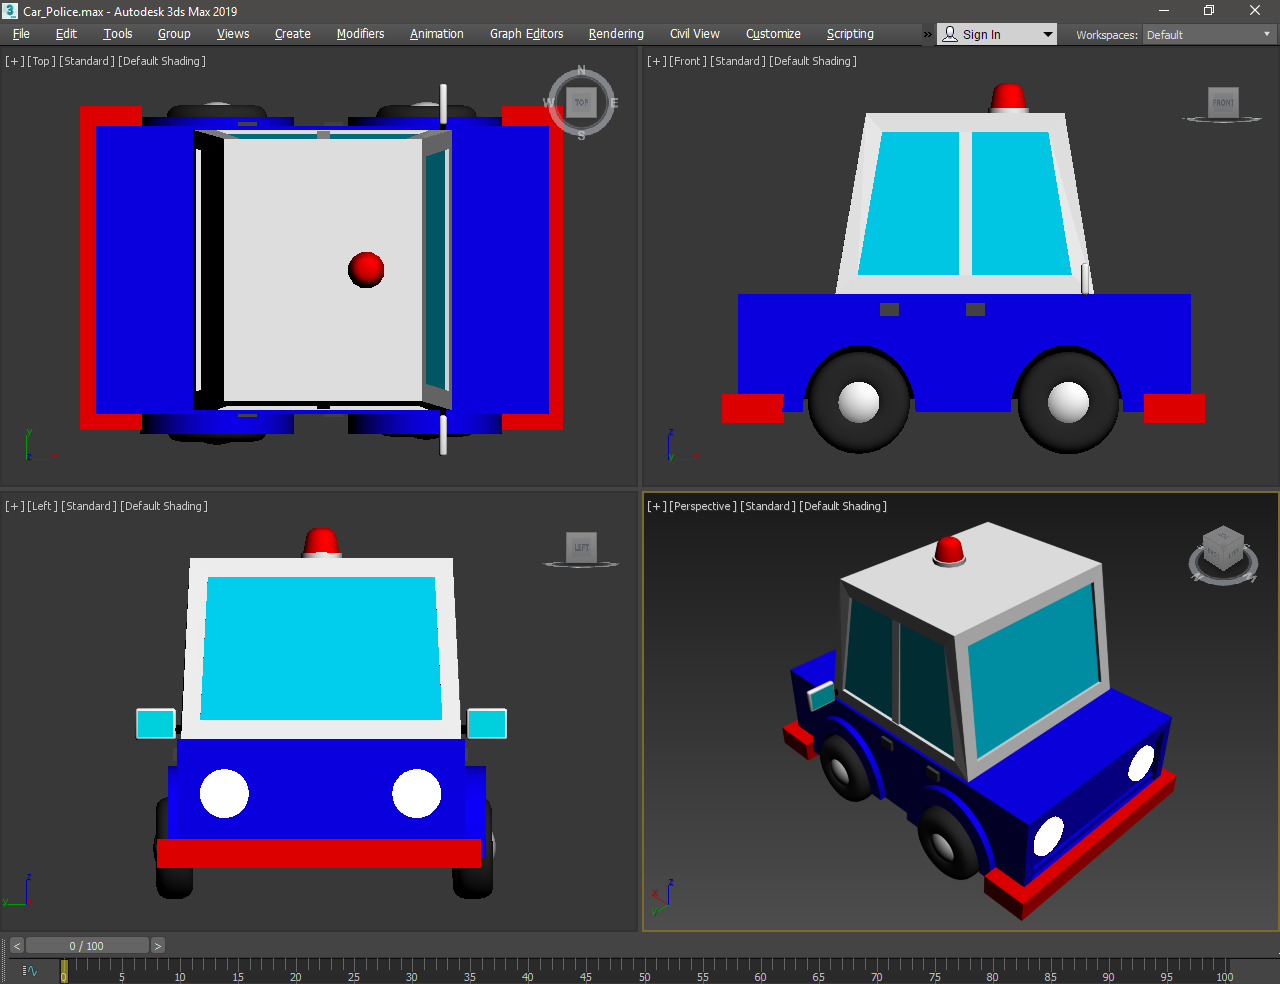 3 Car_Police.max - Autodesk 3ds Max 2019
File Edit Tools Group Views Create Modifiers Animation Graph Editors Rendering Civil View Customize Scripting » Sign In Workspaces: Default
[+] [Top] [Standard] [Default Shading]
N
W TOP E
S
y
z x
[+] [Front] [Standard] [Default Shading]
FRONT
z
y x
[+] [Left] [Standard] [Default Shading]
LEFT
z
y x
[+] [Perspective] [Standard] [Default Shading]
z
x
y
< 0 / 100 >
0 5 10 15 20 25 30 35 40 45 50 55 60 65 70 75 80 85 90 95 100